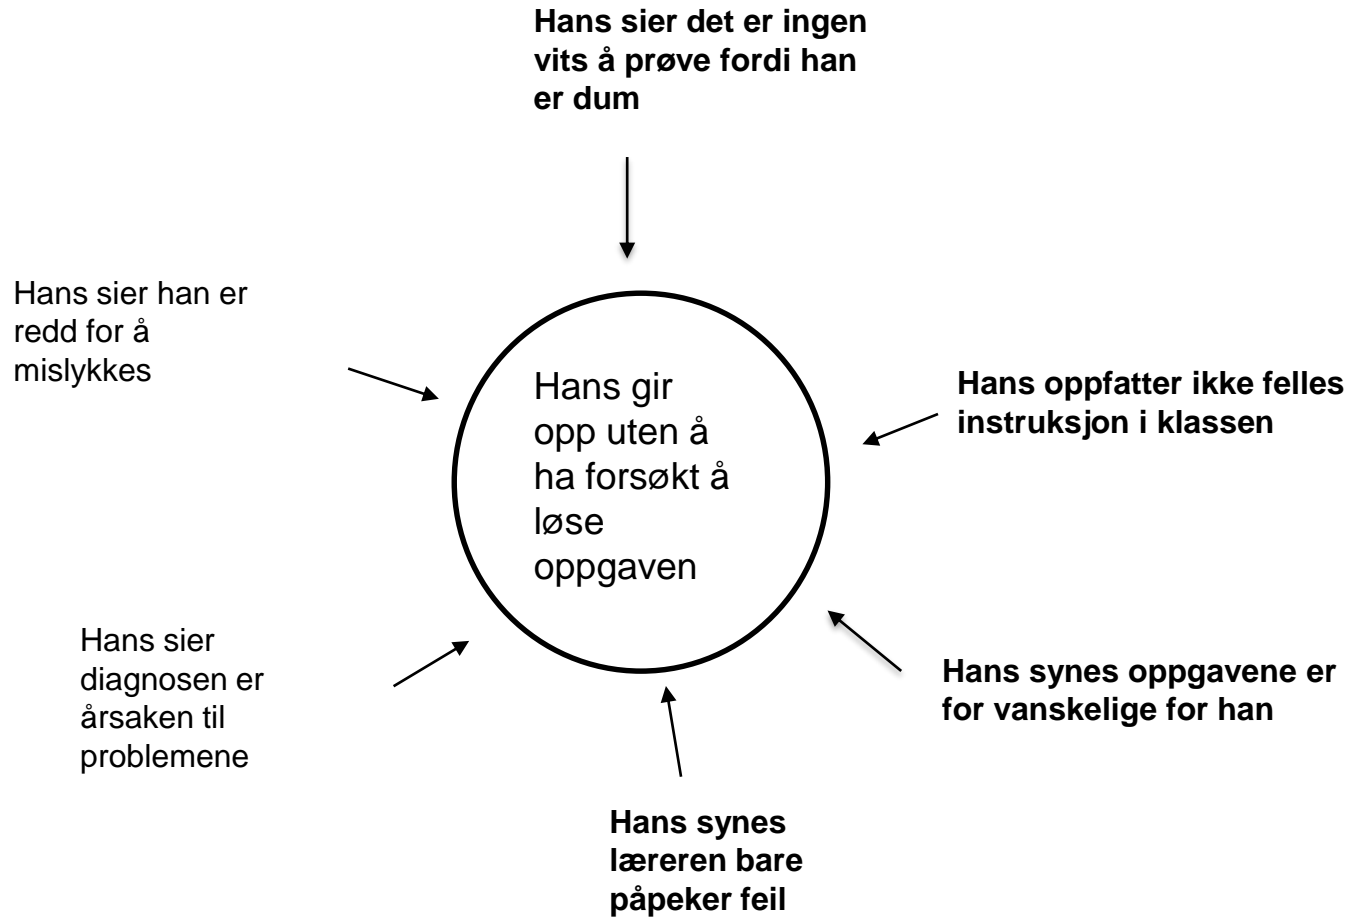 Hans sier det er ingen
vits å prøve fordi han
er dum
Hans sier han er
redd for å
mislykkes
Hans gir
opp uten å
ha forsøkt å
løse
oppgaven
Hans oppfatter ikke felles
instruksjon i klassen
Hans sier
diagnosen er
årsaken til
problemene
Hans synes oppgavene er
for vanskelige for han
Hans synes
læreren bare
påpeker feil